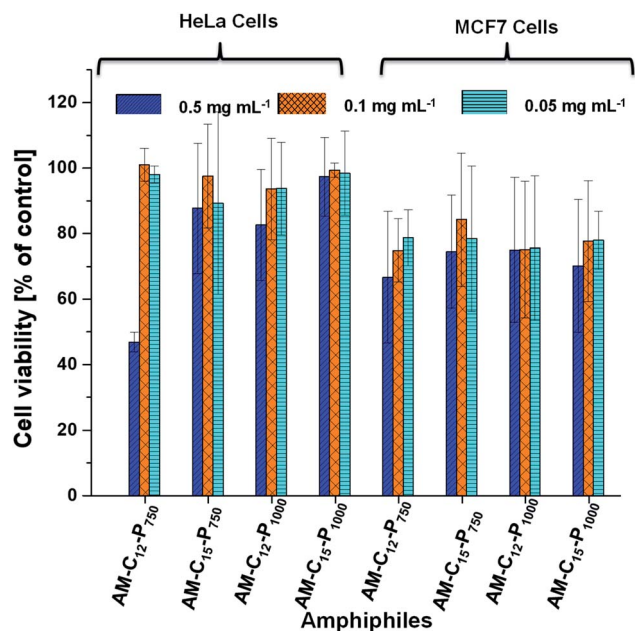 HeLa Cells
MCF7 Cells
0.5 mg mL⁻¹
0.1 mg mL⁻¹
0.05 mg mL⁻¹
Cell viability [% of control]
120
100
80
60
40
20
0
AM-C₁₂-P₇₅₀
AM-C₁₅-P₇₅₀
AM-C₁₂-P₁₀₀₀
AM-C₁₅-P₁₀₀₀
AM-C₁₂-P₇₅₀
AM-C₁₅-P₇₅₀
AM-C₁₂-P₁₀₀₀
AM-C₁₅-P₁₀₀₀
Amphiphiles